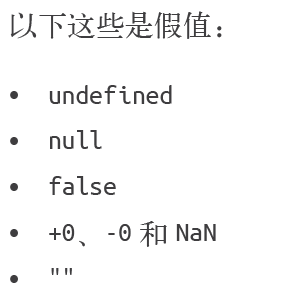 以下这些是假值：
• undefined
• null
• false
• +0、-0 和 NaN
• ""